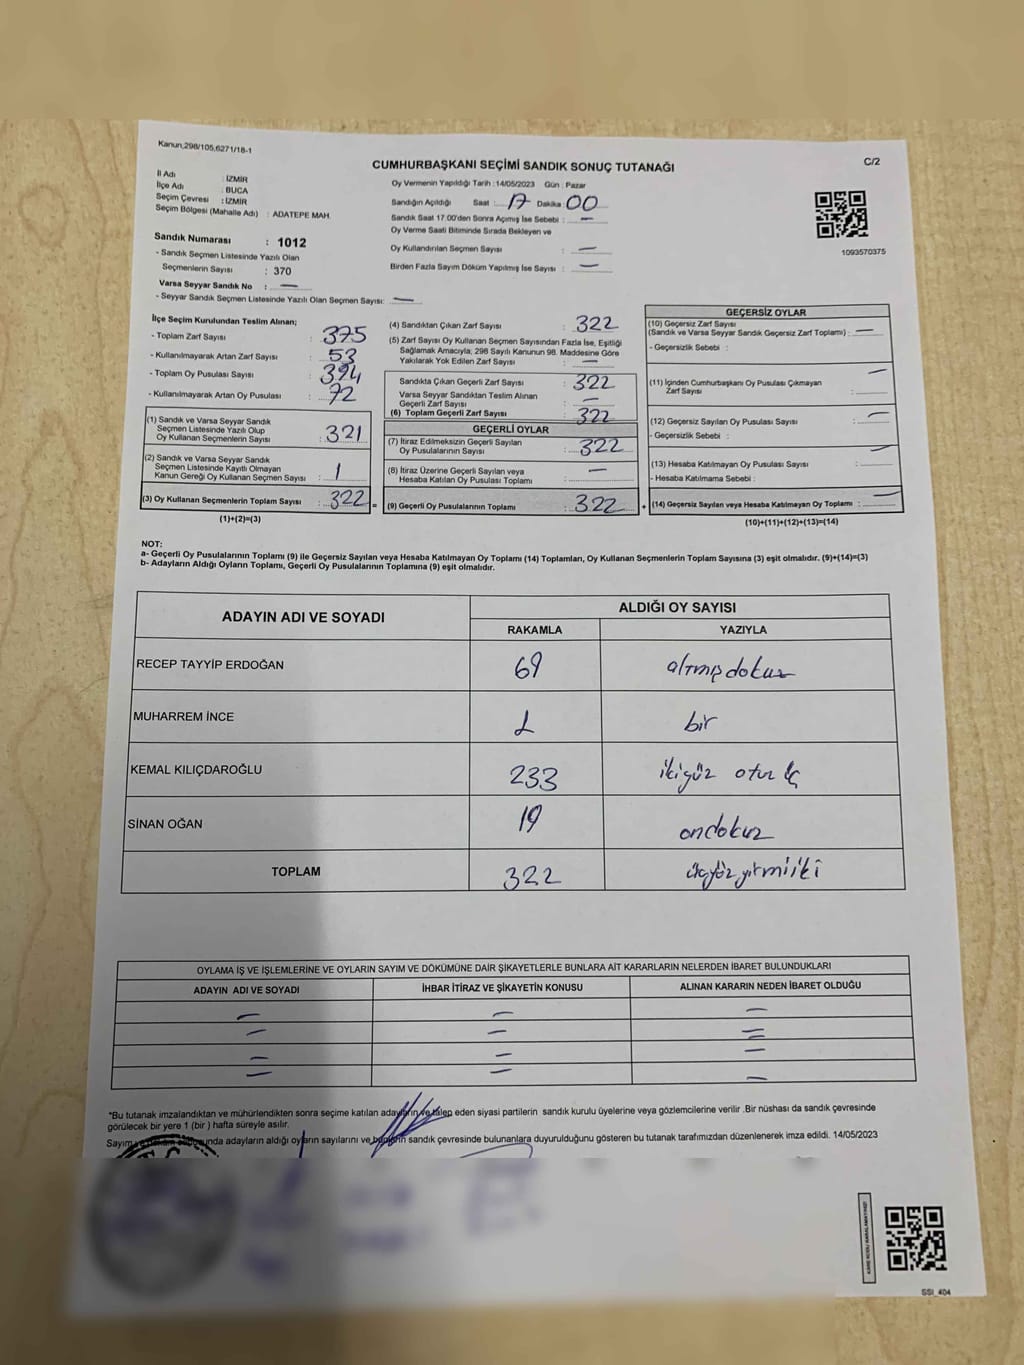 Kanun,298/105,6271/18-1
CUMHURBAŞKANI SEÇİMİ SANDIK SONUÇ TUTANAĞI
C/2
İl Adı : İZMİR
İlçe Adı : BUCA
Seçim Çevresi : İZMİR
Seçim Bölgesi (Mahalle Adı) : ADATEPE MAH.
Oy Vermenin Yapıldığı Tarih :14/05/2023 Gün : Pazar
Sandığın Açıldığı Saat : 17 Dakika: 00
Sandık Saat 17.00'den Sonra Açımış İse Sebebi : —
Oy Verme Saati Bitiminde Sırada Bekleyen ve
Oy Kullandırılan Seçmen Sayısı : —
Birden Fazla Sayım Döküm Yapılmış İse Sayısı : —
1093570375
Sandık Numarası : 1012
- Sandık Seçmen Listesinde Yazılı Olan
Seçmenlerin Sayısı : 370
Varsa Seyyar Sandık No : —
- Seyyar Sandık Seçmen Listesinde Yazılı Olan Seçmen Sayısı: —
İlçe Seçim Kurulundan Teslim Alınan;
- Toplam Zarf Sayısı : 375
- Kullanılmayarak Artan Zarf Sayısı : 53
- Toplam Oy Pusulası Sayısı : 394
- Kullanılmayarak Artan Oy Pusulası : 72
(1) Sandık ve Varsa Seyyar Sandık
Seçmen Listesinde Yazılı Olup
Oy Kullanan Seçmenlerin Sayısı : 321
(2) Sandık ve Varsa Seyyar Sandık
Seçmen Listesinde Kayıtlı Olmayan
Kanun Gereği Oy Kullanan Seçmen Sayısı : 1
(3) Oy Kullanan Seçmenlerin Toplam Sayısı : 322 =
(1)+(2)=(3)
(4) Sandıktan Çıkan Zarf Sayısı : 322
(5) Zarf Sayısı Oy Kullanan Seçmen Sayısından Fazla İse, Eşitliği
Sağlamak Amacıyla, 298 Sayılı Kanunun 98. Maddesine Göre
Yakılarak Yok Edilen Zarf Sayısı : —
Sandıkta Çıkan Geçerli Zarf Sayısı : 322
Varsa Seyyar Sandıktan Teslim Alınan
Geçerli Zarf Sayısı : —
(6) Toplam Geçerli Zarf Sayısı : 322
GEÇERLİ OYLAR
(7) İtiraz Edilmeksizin Geçerli Sayılan
Oy Pusulalarının Sayısı : 322
(8) İtiraz Üzerine Geçerli Sayılan veya
Hesaba Katılan Oy Pusulası Toplamı : —
(9) Geçerli Oy Pusulalarının Toplamı : 322 +
GEÇERSİZ OYLAR
(10) Geçersiz Zarf Sayısı
(Sandık ve Varsa Seyyar Sandık Geçersiz Zarf Toplamı) : —
- Geçersizlik Sebebi : —
(11) İçinden Cumhurbaşkanı Oy Pusulası Çıkmayan
Zarf Sayısı : —
(12) Geçersiz Sayılan Oy Pusulası Sayısı : —
- Geçersizlik Sebebi :
(13) Hesaba Katılmayan Oy Pusulası Sayısı : —
- Hesaba Katılmama Sebebi :
(14) Geçersiz Sayılan veya Hesaba Katılmayan Oy Toplamı : —
(10)+(11)+(12)+(13)=(14)
NOT:
a- Geçerli Oy Pusulalarının Toplamı (9) ile Geçersiz Sayılan veya Hesaba Katılmayan Oy Toplamı (14) Toplamları, Oy Kullanan Seçmenlerin Toplam Sayısına (3) eşit olmalıdır. (9)+(14)=(3)
b- Adayların Aldığı Oyların Toplamı, Geçerli Oy Pusulalarının Toplamına (9) eşit olmalıdır.
ADAYIN ADI VE SOYADI ALDIĞI OY SAYISI
RAKAMLA YAZIYLA
RECEP TAYYİP ERDOĞAN 69 altmış dokuz
MUHARREM İNCE 1 bir
KEMAL KILIÇDAROĞLU 233 ikiyüz otuz üç
SİNAN OĞAN 19 ondokuz
TOPLAM 322 üçyüz yirmiiki
OYLAMA İŞ VE İŞLEMLERİNE VE OYLARIN SAYIM VE DÖKÜMÜNE DAİR ŞİKAYETLERLE BUNLARA AİT KARARLARIN NELERDEN İBARET BULUNDUKLARI
ADAYIN ADI VE SOYADI İHBAR İTİRAZ VE ŞİKAYETİN KONUSU ALINAN KARARIN NEDEN İBARET OLDUĞU
*Bu tutanak imzalandıktan ve mühürlendikten sonra seçime katılan adayların ve talep eden siyasi partilerin sandık kurulu üyelerine veya gözlemcilerine verilir .Bir nüshası da sandık çevresinde
görülecek bir yere 1 (bir ) hafta süreyle asılır.
Sayım unda adayların aldığı oyların sayılarını ve bunların sandık çevresinde bulunanlara duyurulduğunu gösteren bu tutanak tarafımızdan düzenlenerek imza edildi. 14/05/2023
SSI_404